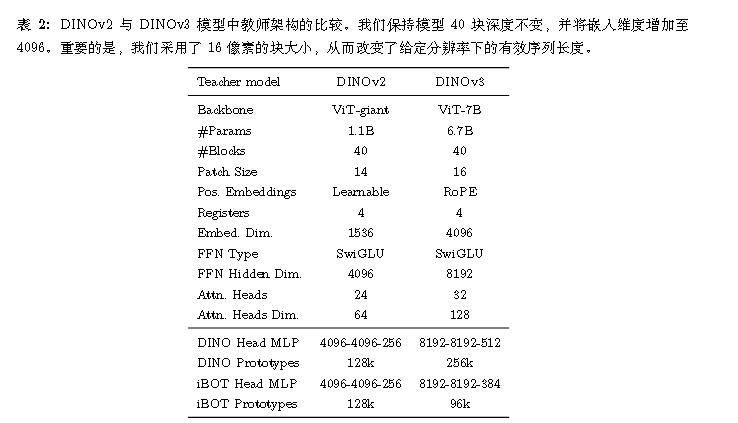 表 2: DINOv2 与 DINOv3 模型中教师架构的比较。我们保持模型 40 块深度不变，并将嵌入维度增加至
4096。重要的是，我们采用了 16 像素的块大小，从而改变了给定分辨率下的有效序列长度。
Teacher model DINOv2 DINOv3
Backbone ViT-giant ViT-7B
#Params 1.1B 6.7B
#Blocks 40 40
Patch Size 14 16
Pos. Embeddings Learnable RoPE
Registers 4 4
Embed. Dim. 1536 4096
FFN Type SwiGLU SwiGLU
FFN Hidden Dim. 4096 8192
Attn. Heads 24 32
Attn. Heads Dim. 64 128
DINO Head MLP 4096-4096-256 8192-8192-512
DINO Prototypes 128k 256k
iBOT Head MLP 4096-4096-256 8192-8192-384
iBOT Prototypes 128k 96k